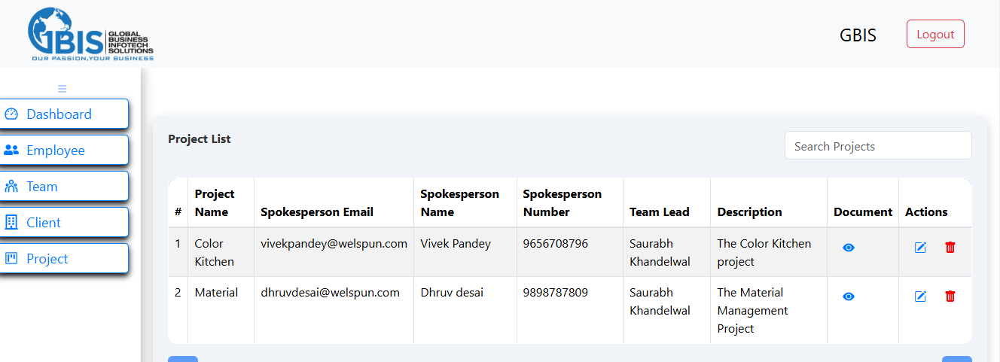 GBIS
GLOBAL
BUSINESS
INFOTECH
SOLUTIONS
OUR PASSION,YOUR BUSINESS
GBIS
Logout
Dashboard
Employee
Team
Client
Project
Project List
Search Projects
# Project Name Spokesperson Email Spokesperson Name Spokesperson Number Team Lead Description Document Actions
1 Color Kitchen vivekpandey@welspun.com Vivek Pandey 9656708796 Saurabh Khandelwal The Color Kitchen project
2 Material dhruvdesai@welspun.com Dhruv desai 9898787809 Saurabh Khandelwal The Material Management Project